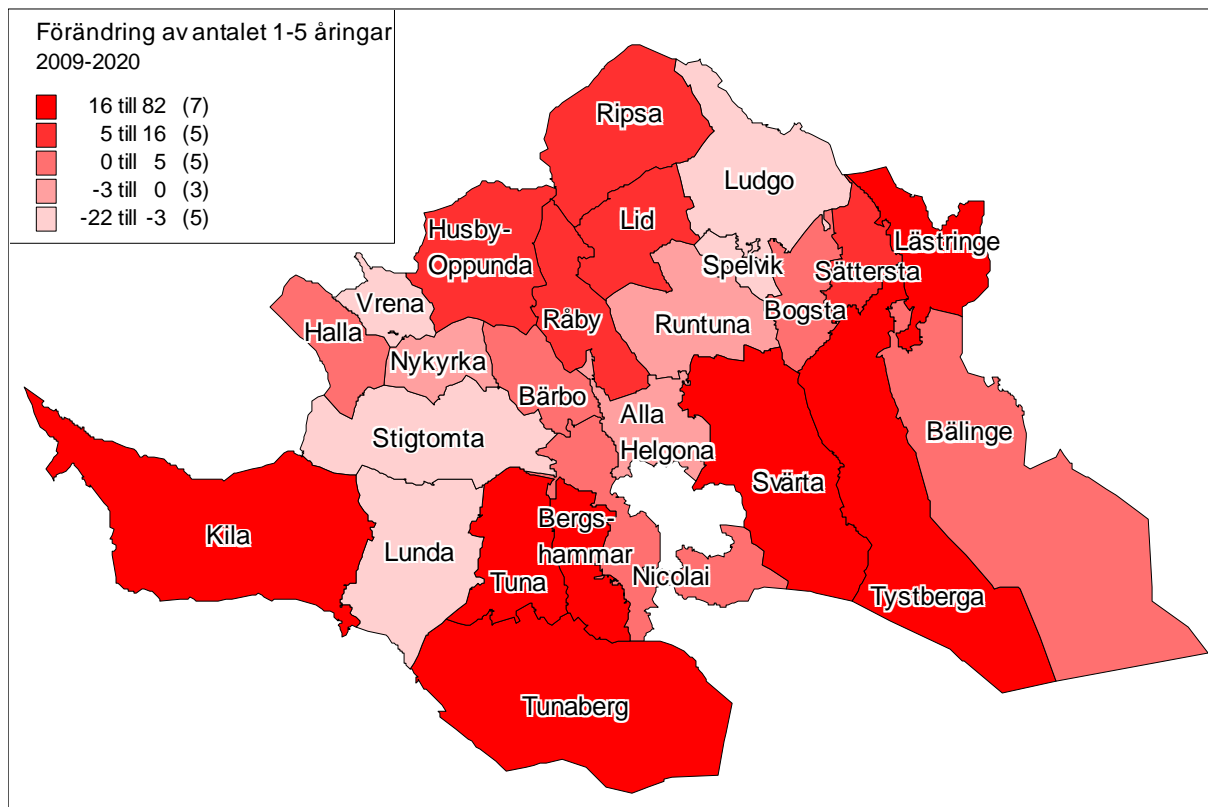 Förändring av antalet 1-5 åringar
2009-2020
16 till 82 (7)
5 till 16 (5)
0 till 5 (5)
-3 till 0 (3)
-22 till -3 (5)
Ripsa
Ludgo
Husby-
Oppunda
Lid
Lästringe
Spelvik
Sättersta
Vrena
Halla
Råby
Runtuna
Bogsta
Nykyrka
Bärbo
Alla
Helgona
Stigtomta
Bälinge
Svärta
Kila
Bergs-
hammar
Lunda
Tuna
Nicolai
Tystberga
Tunaberg